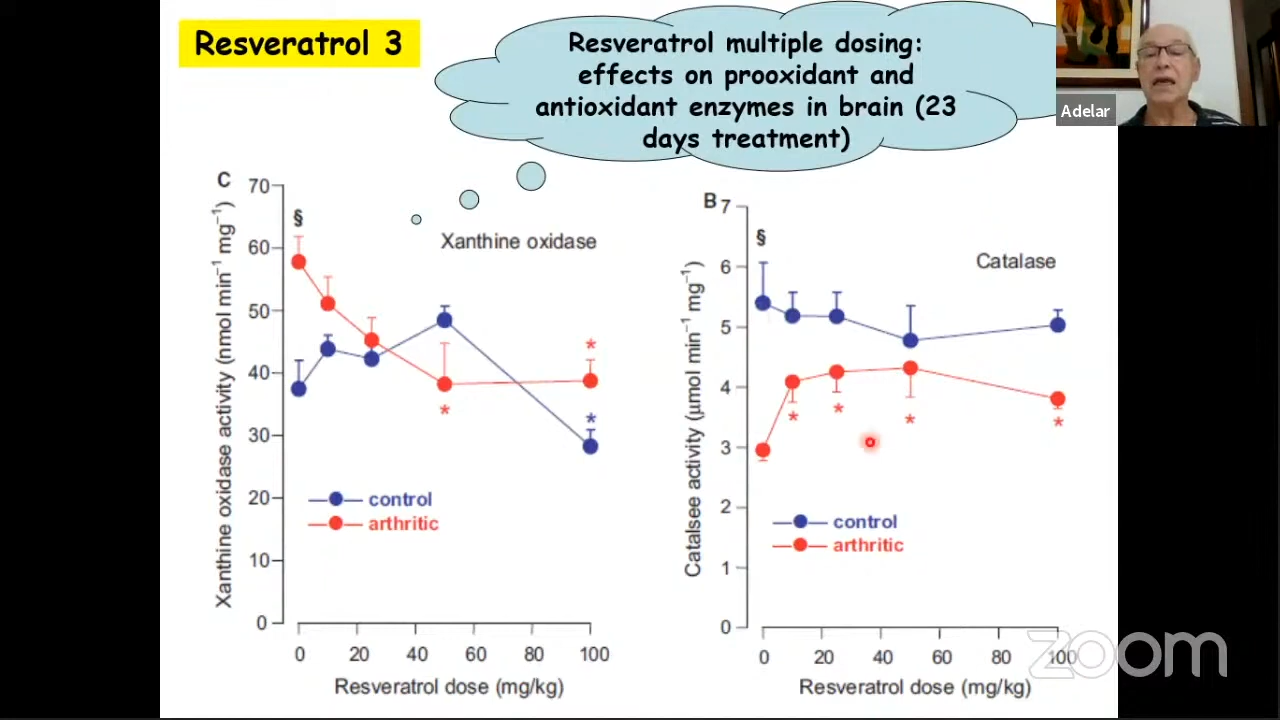 Resveratrol 3
Resveratrol multiple dosing:
effects on prooxidant and
antioxidant enzymes in brain (23
days treatment)
Adelar
C
Xanthine oxidase activity (nmol min⁻¹ mg⁻¹)
70
60
50
40
30
20
10
0
§
Xanthine oxidase
*
*
*
control
arthritic
0 20 40 60 80 100
Resveratrol dose (mg/kg)
B
Catalsee activity (µmol min⁻¹ mg⁻¹)
7
6
5
4
3
2
1
0
§
Catalase
* * * *
control
arthritic
0 20 40 60 80 100
Resveratrol dose (mg/kg)
zoom